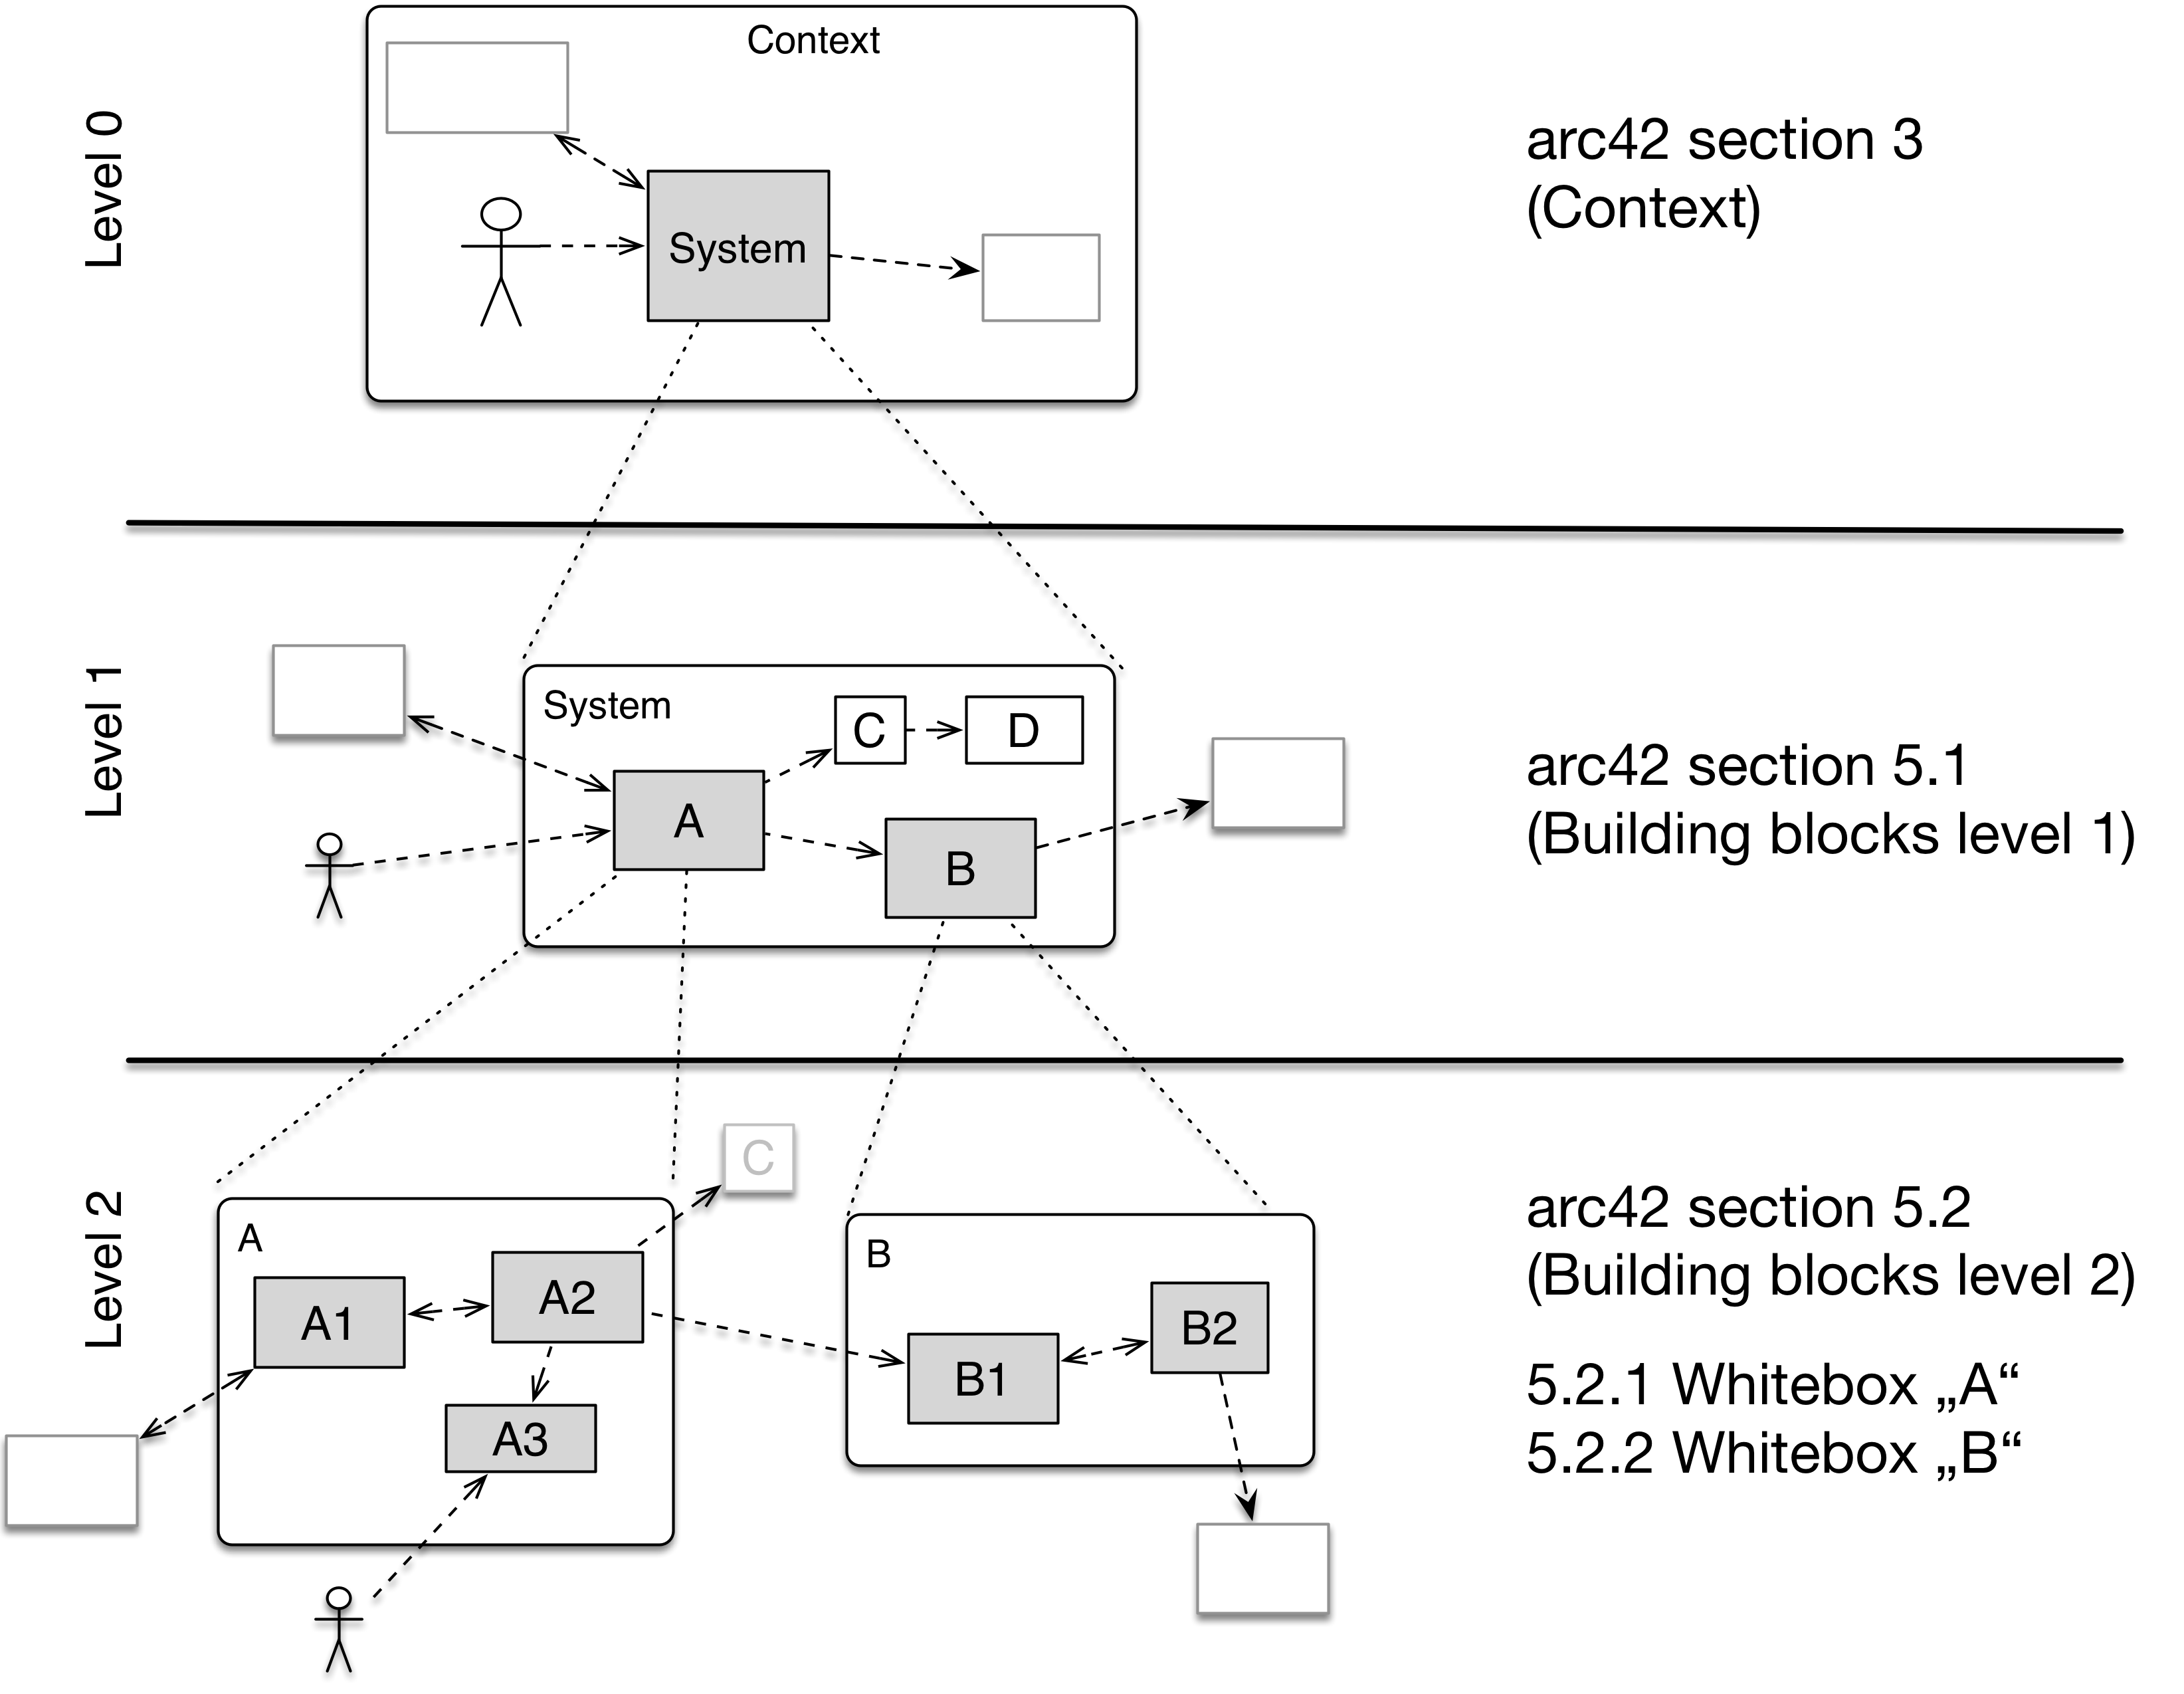 Level 0
Context
System
arc42 section 3
(Context)
Level 1
System
C
D
A
B
arc42 section 5.1
(Building blocks level 1)
Level 2
C
A
A1
A2
A3
B
B1
B2
arc42 section 5.2
(Building blocks level 2)
5.2.1 Whitebox „A“
5.2.2 Whitebox „B“